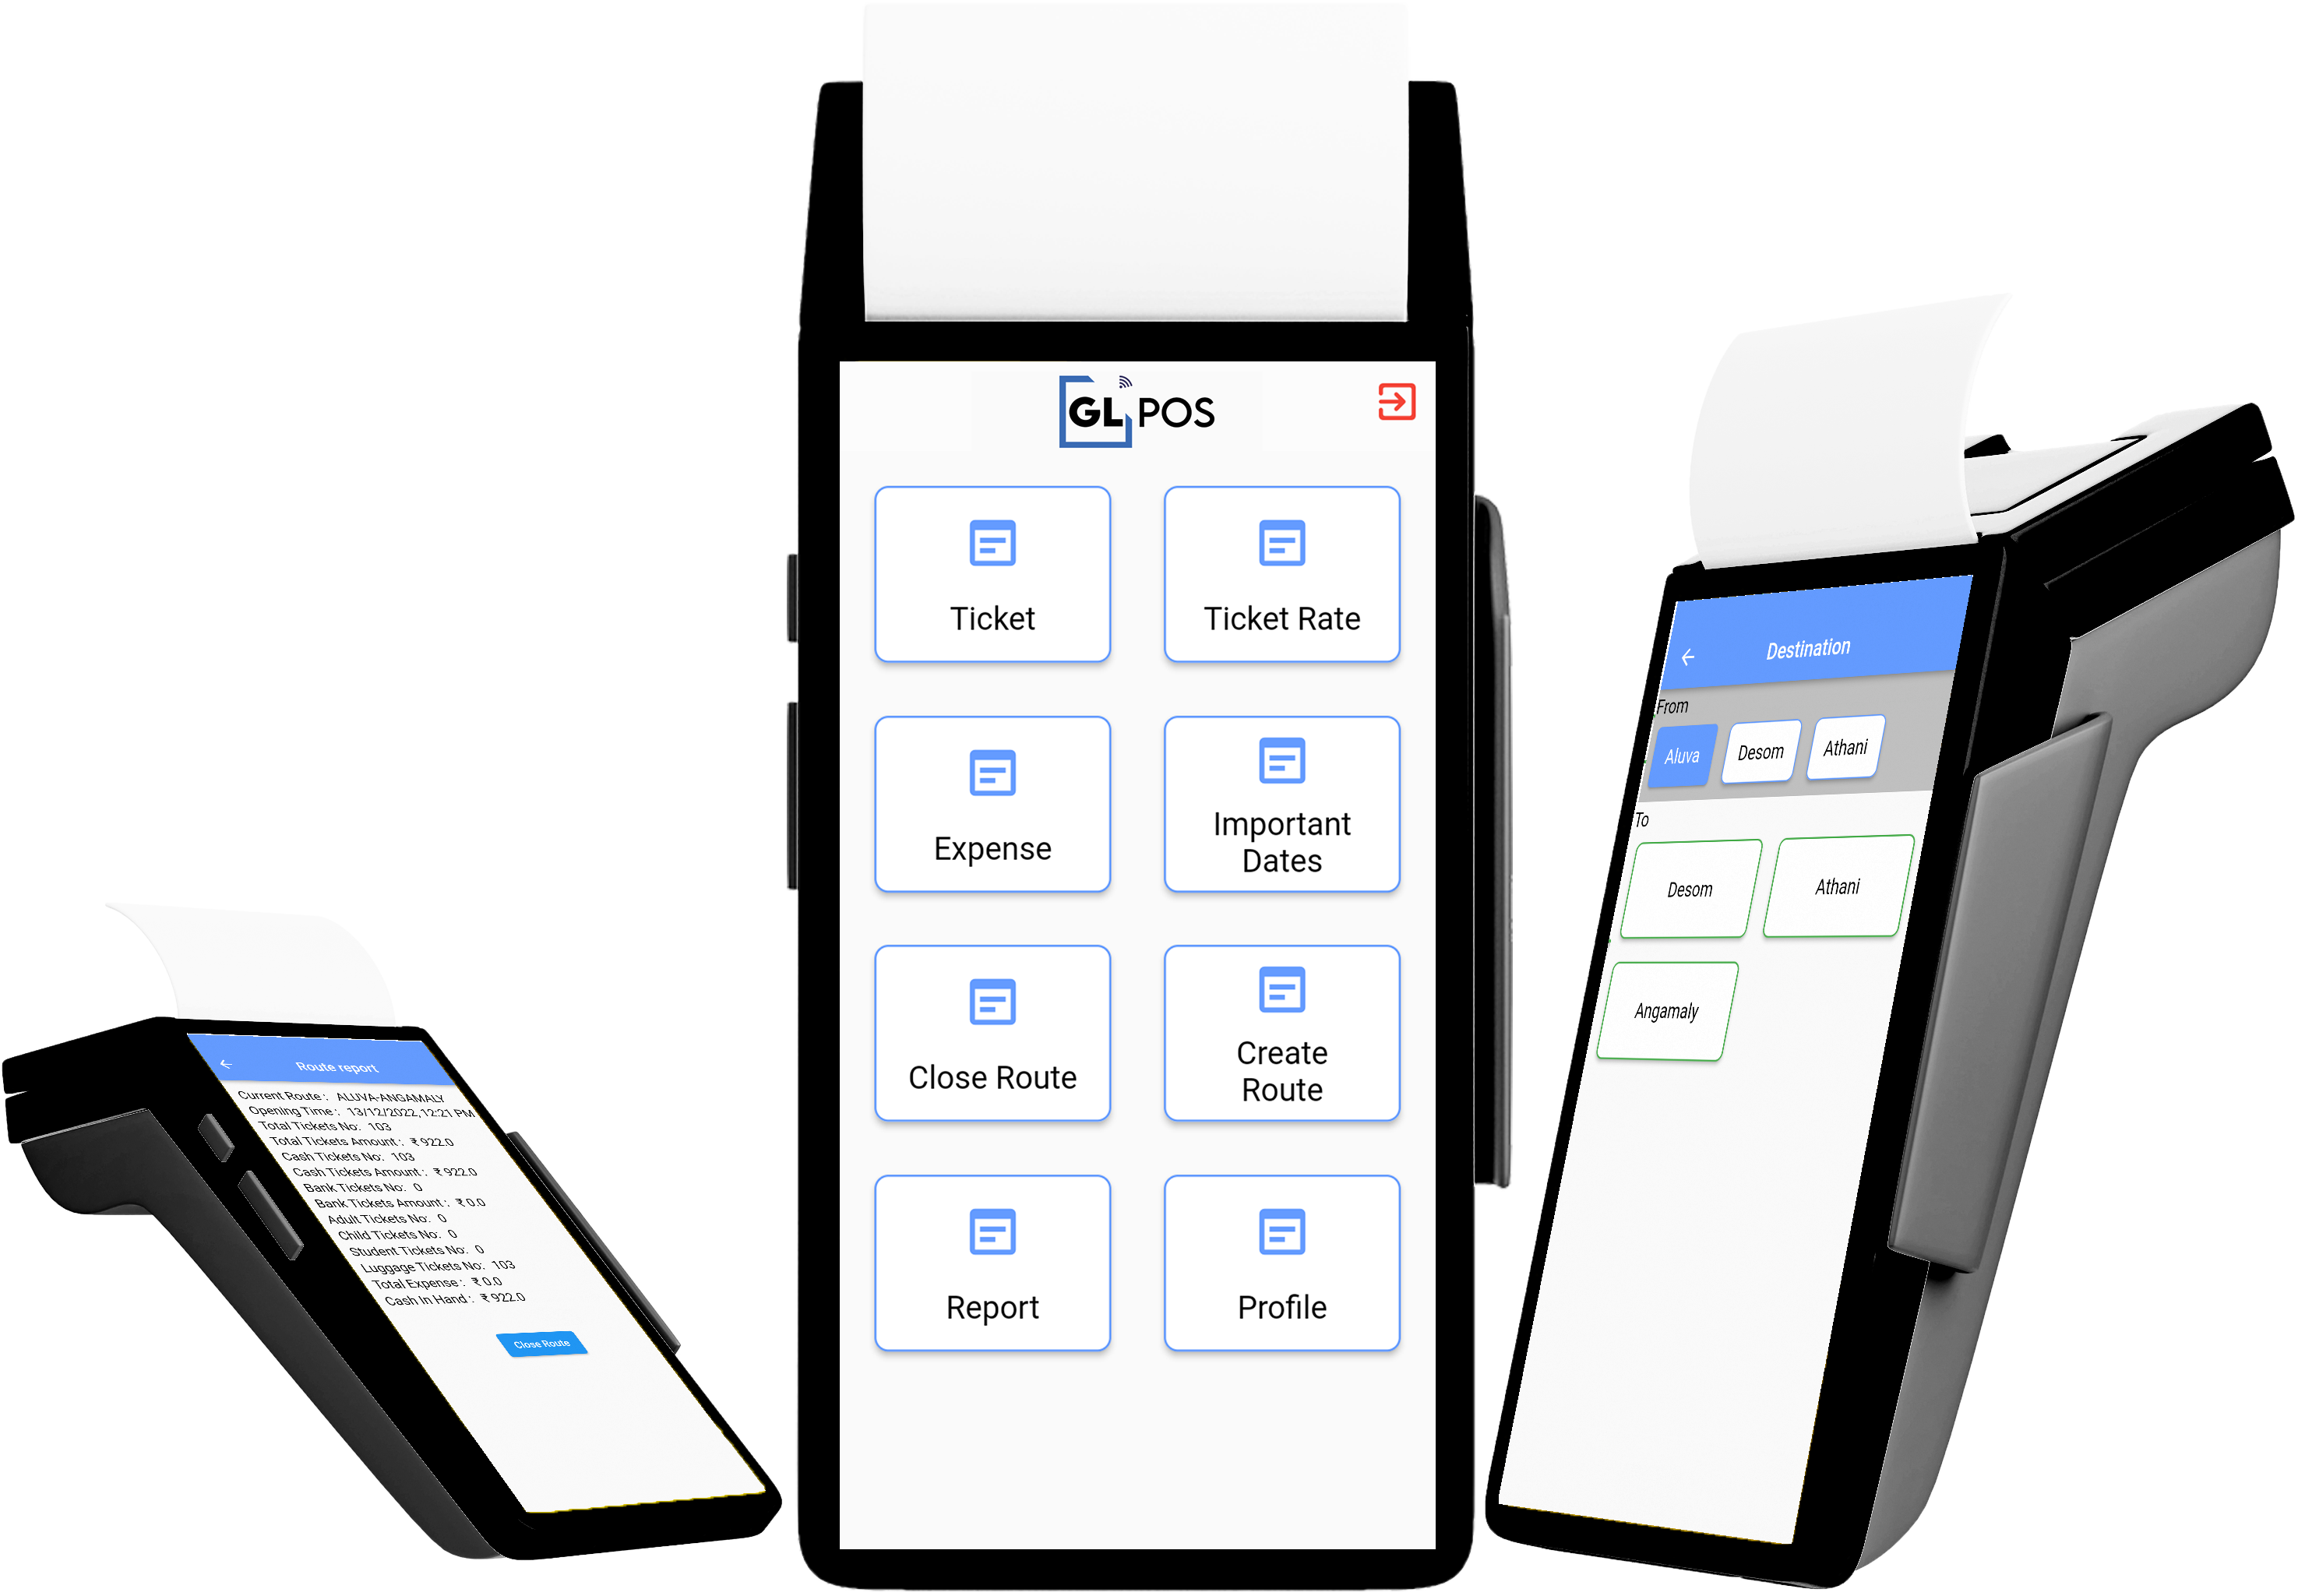 GL POS
Ticket
Ticket Rate
Expense
Important
Dates
Close Route
Create
Route
Report
Profile
Route report
Current Route : ALUVA-ANGAMALY
Opening Time : 13/12/2022,12:21 PM
Total Tickets No: 103
Total Tickets Amount : ₹ 922.0
Cash Tickets No: 103
Cash Tickets Amount : ₹ 922.0
Bank Tickets No: 0
Bank Tickets Amount : ₹ 0.0
Adult Tickets No: 0
Child Tickets No: 0
Student Tickets No: 0
Luggage Tickets No: 103
Total Expense : ₹ 0.0
Cash In Hand : ₹ 922.0
Close Route
Destination
From
Aluva
Desom
Athani
To
Desom
Athani
Angamaly